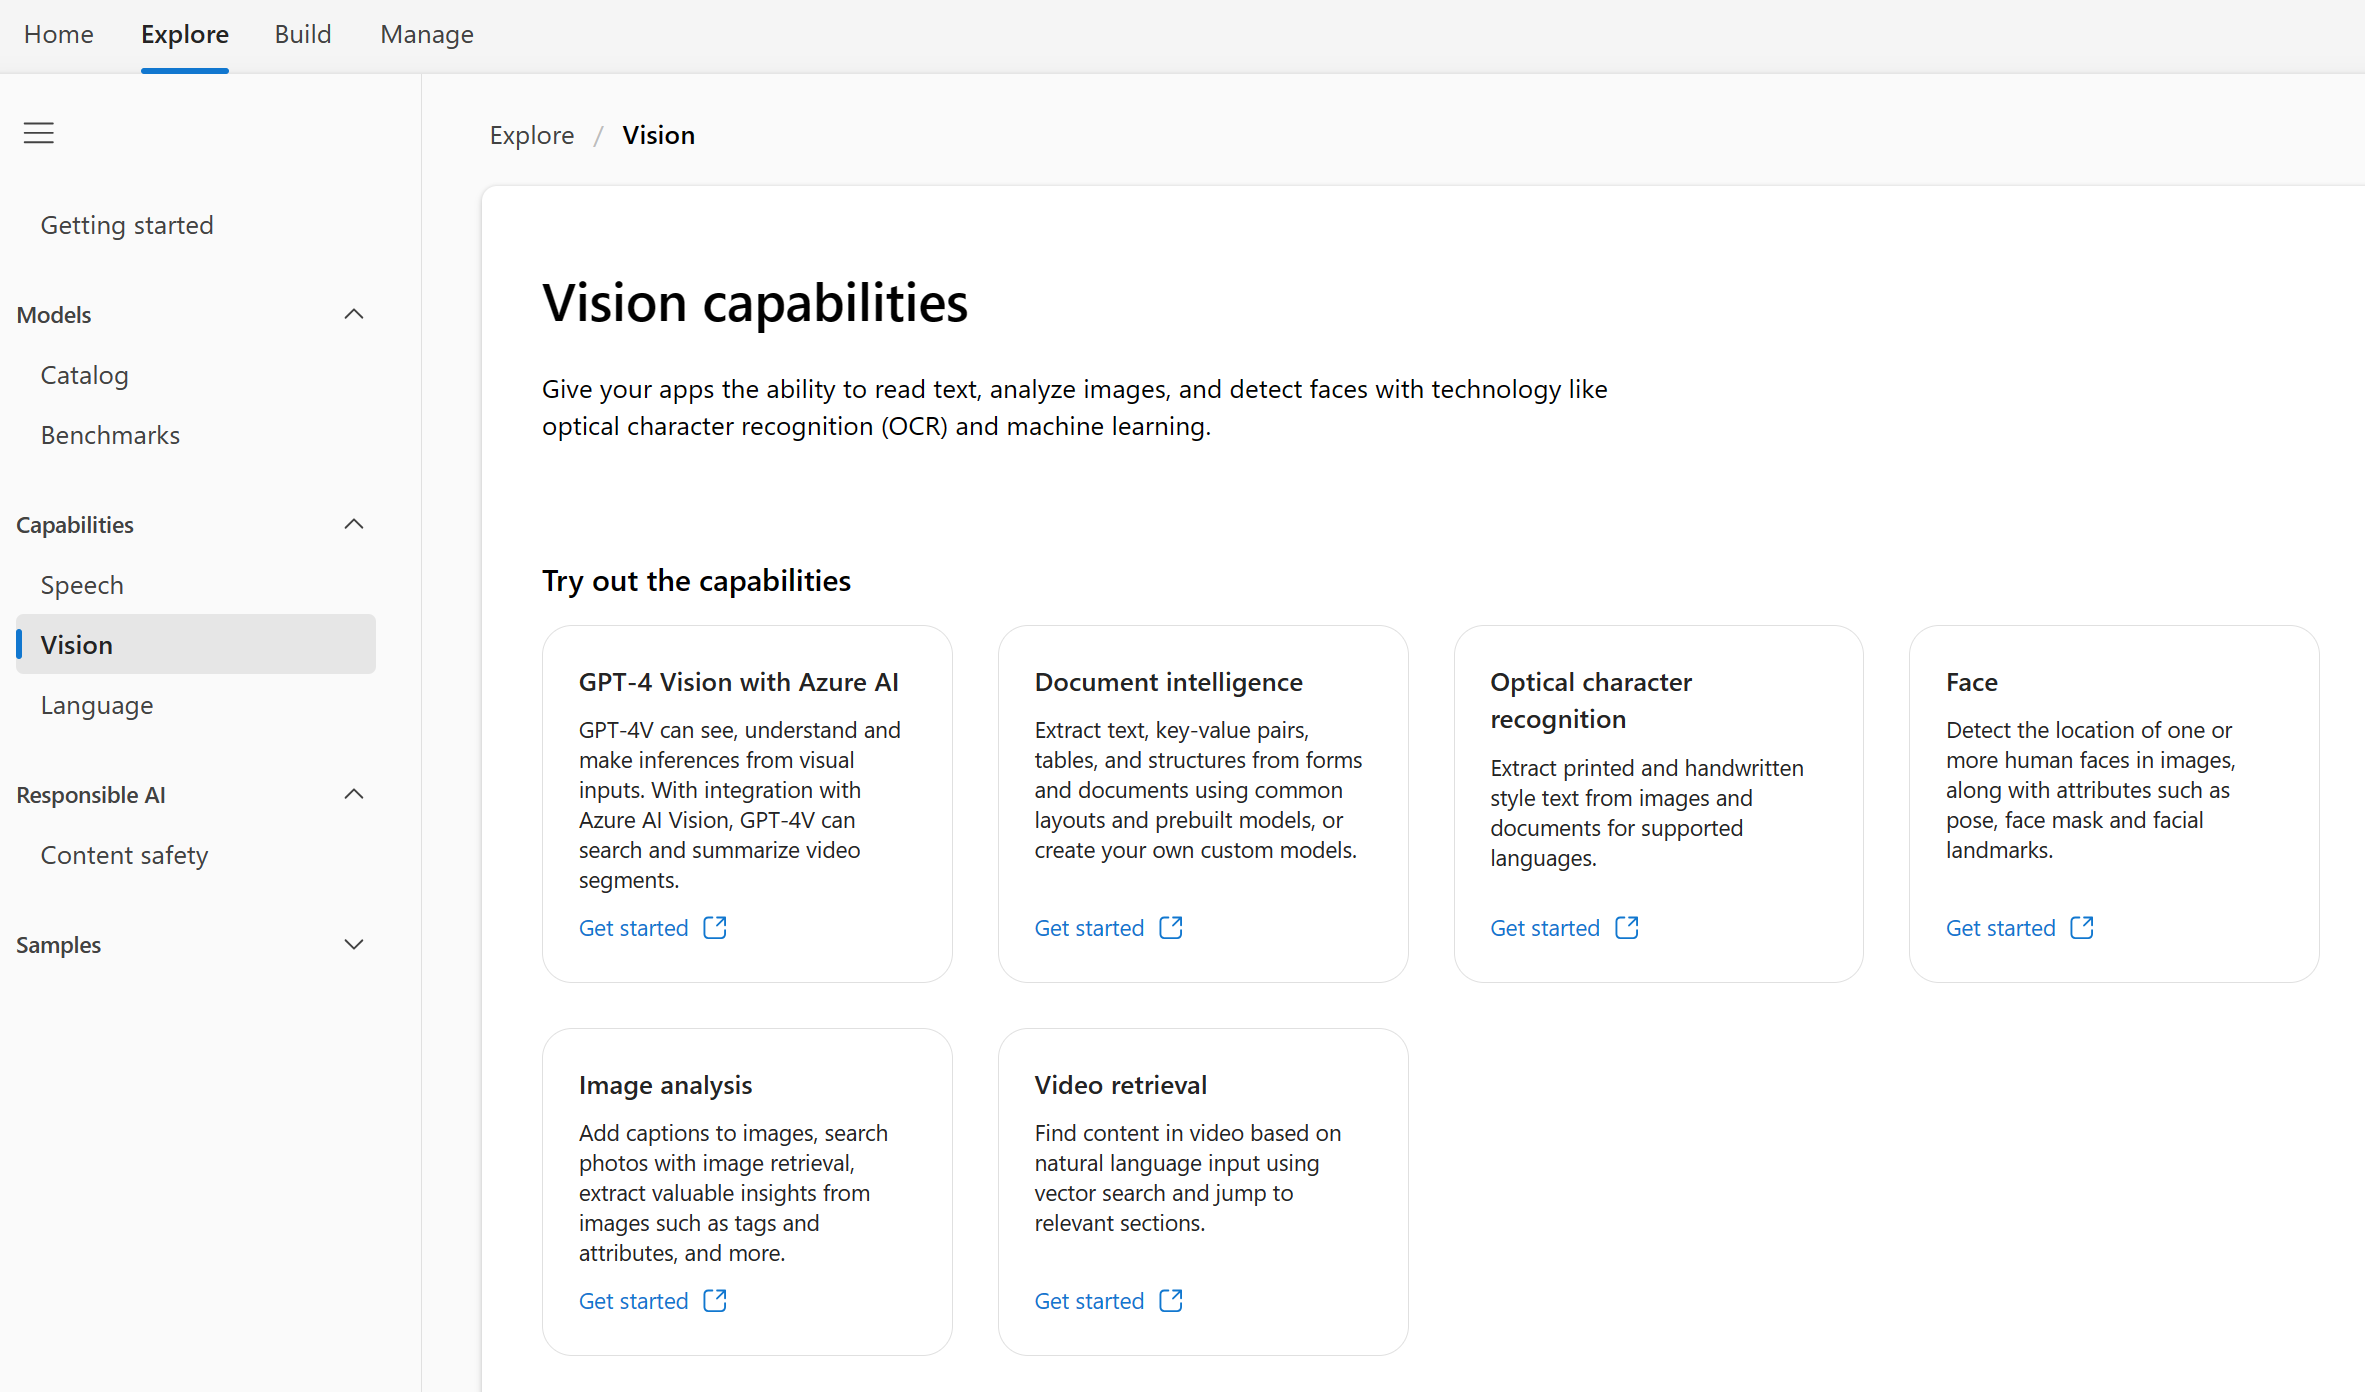 Home
Explore
Build
Manage
Getting started
Models
Catalog
Benchmarks
Capabilities
Speech
Vision
Language
Responsible AI
Content safety
Samples
Explore / Vision
Vision capabilities
Give your apps the ability to read text, analyze images, and detect faces with technology like
optical character recognition (OCR) and machine learning.
Try out the capabilities
GPT-4 Vision with Azure AI
GPT-4V can see, understand and
make inferences from visual
inputs. With integration with
Azure AI Vision, GPT-4V can
search and summarize video
segments.
Get started
Document intelligence
Extract text, key-value pairs,
tables, and structures from forms
and documents using common
layouts and prebuilt models, or
create your own custom models.
Get started
Optical character
recognition
Extract printed and handwritten
style text from images and
documents for supported
languages.
Get started
Face
Detect the location of one or
more human faces in images,
along with attributes such as
pose, face mask and facial
landmarks.
Get started
Image analysis
Add captions to images, search
photos with image retrieval,
extract valuable insights from
images such as tags and
attributes, and more.
Get started
Video retrieval
Find content in video based on
natural language input using
vector search and jump to
relevant sections.
Get started